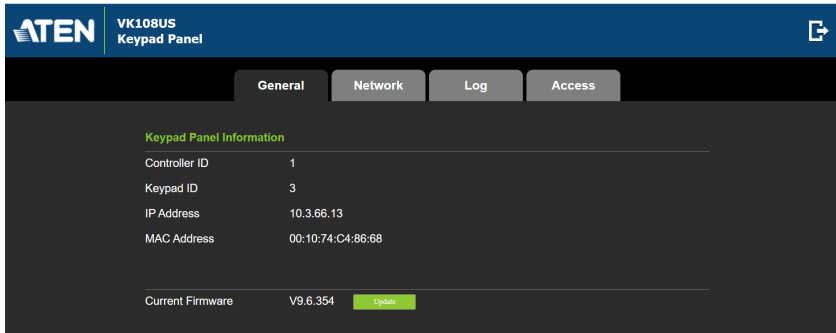 ATEN
VK108US
Keypad Panel
General Network Log Access
Keypad Panel Information
Controller ID 1
Keypad ID 3
IP Address 10.3.66.13
MAC Address 00:10:74:C4:86:68
Current Firmware V9.6.354 Update